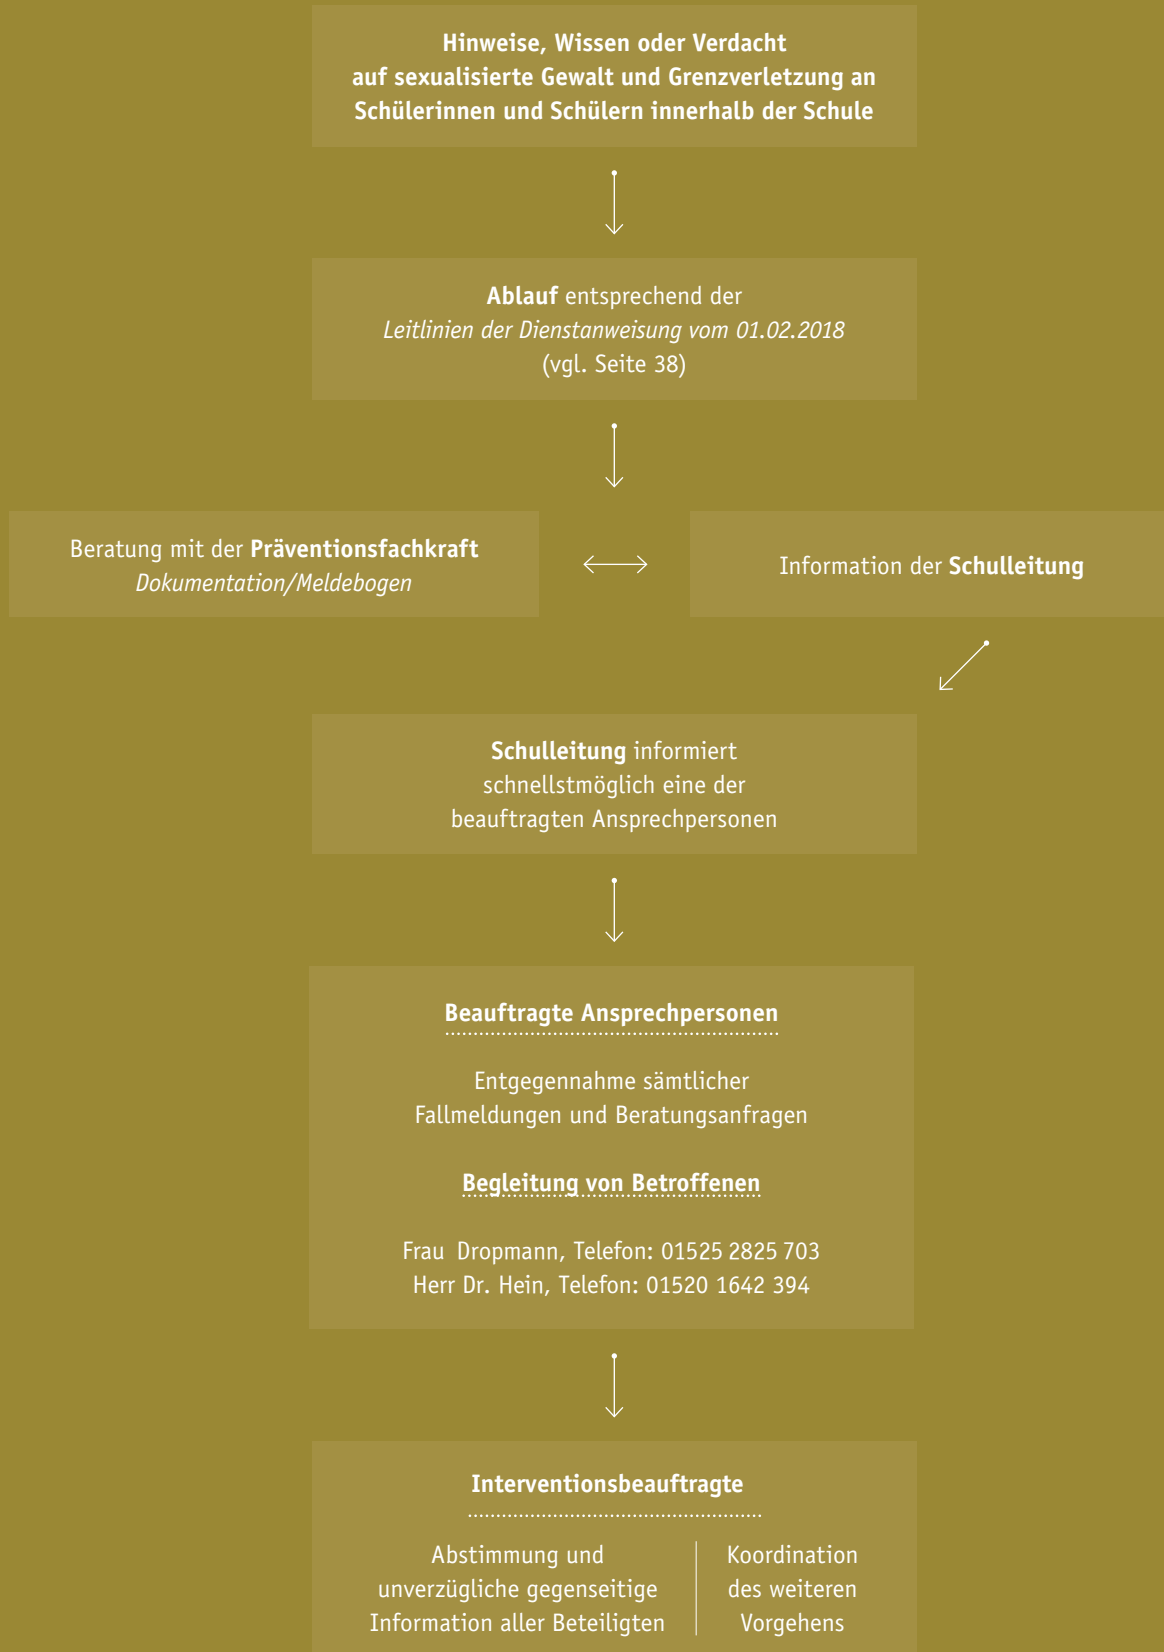 Hinweise, Wissen oder Verdacht
auf sexualisierte Gewalt und Grenzverletzung an
Schülerinnen und Schülern innerhalb der Schule
Ablauf entsprechend der
Leitlinien der Dienstanweisung vom 01.02.2018
(vgl. Seite 38)
Beratung mit der Präventionsfachkraft
Dokumentation/Meldebogen
Information der Schulleitung
Schulleitung informiert
schnellstmöglich eine der
beauftragten Ansprechpersonen
Beauftragte Ansprechpersonen
Entgegennahme sämtlicher
Fallmeldungen und Beratungsanfragen
Begleitung von Betroffenen
Frau Dropmann, Telefon: 01525 2825 703
Herr Dr. Hein, Telefon: 01520 1642 394
Interventionsbeauftragte
Abstimmung und
unverzügliche gegenseitige
Information aller Beteiligten
Koordination
des weiteren
Vorgehens